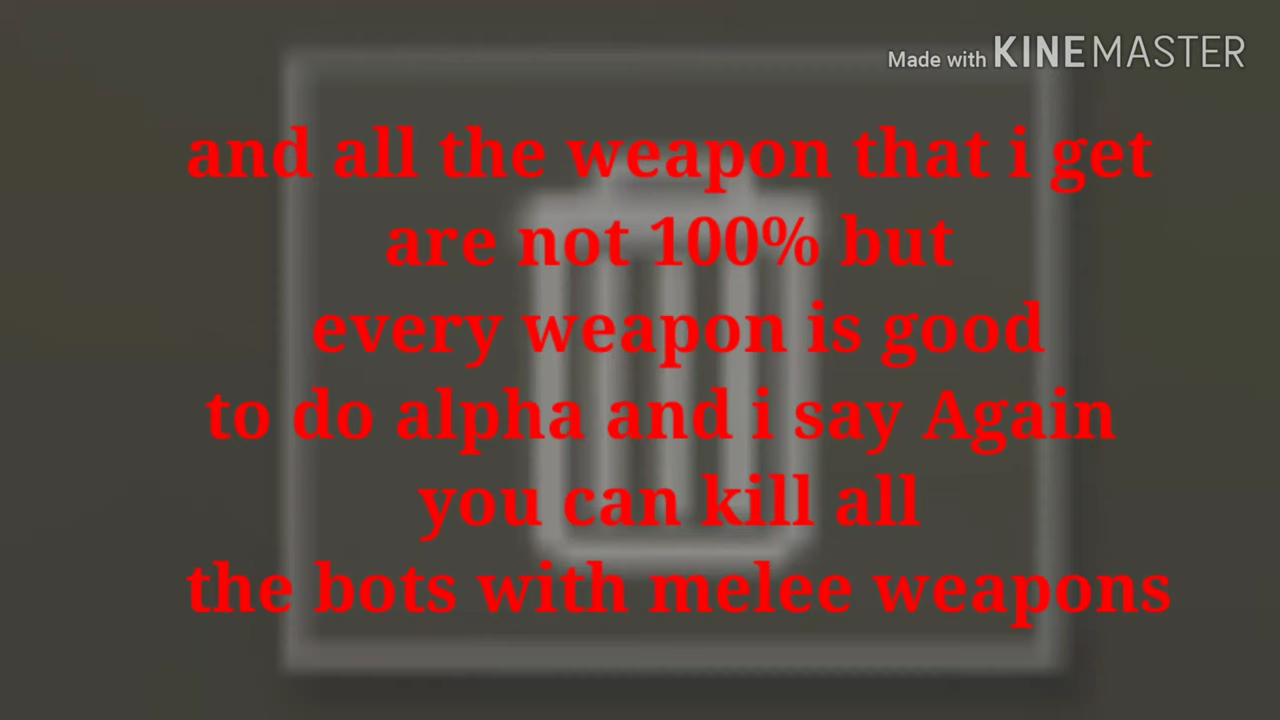 Made with KINEMASTER
and all the weapon that i get
are not 100% but
every weapon is good
to do alpha and i say Again
you can kill all
the bots with melee weapons